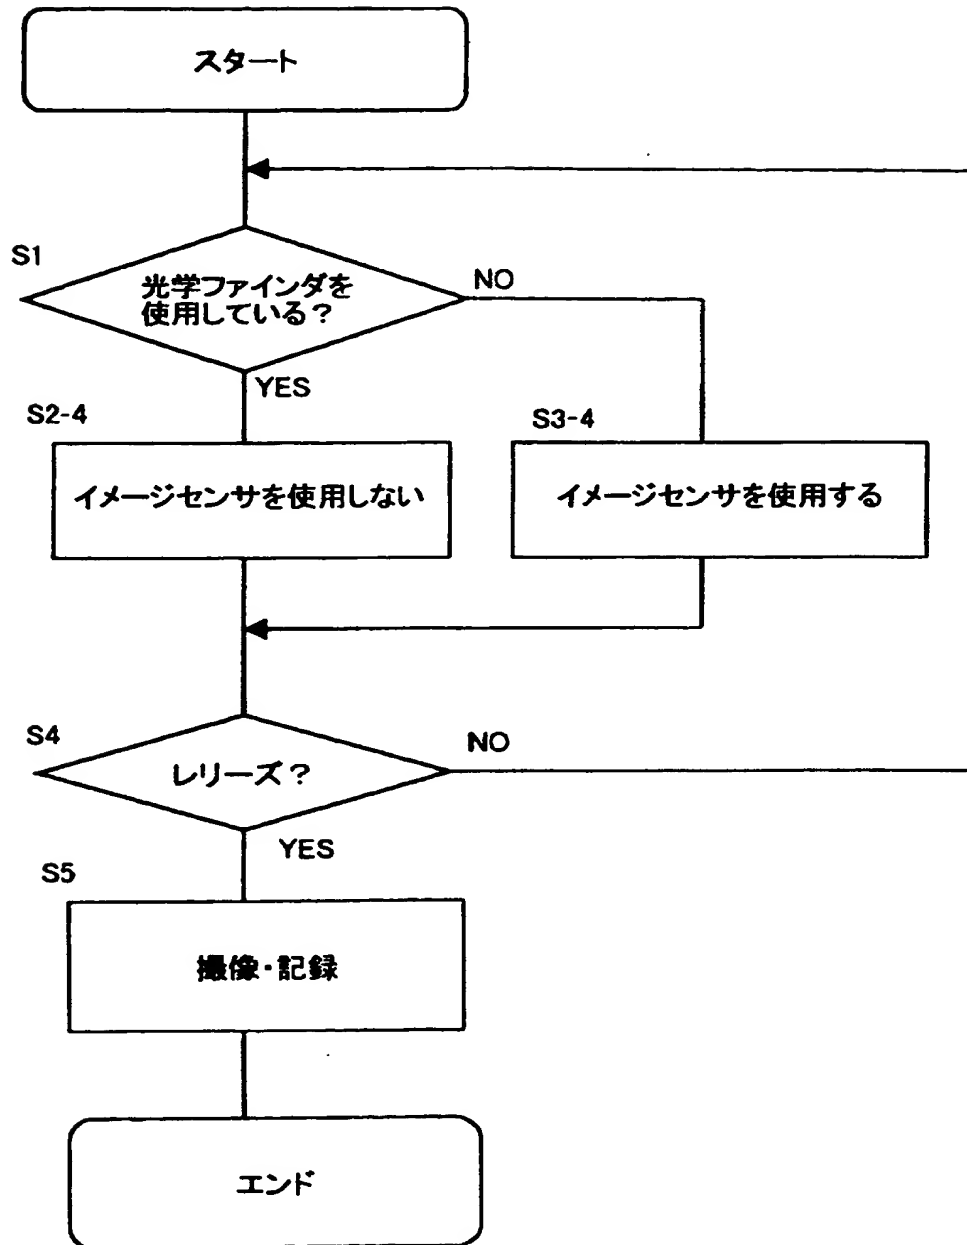 スタート
S1
光学ファインダを
使用している?
NO
YES
S2-4
イメージセンサを使用しない
S3-4
イメージセンサを使用する
S4
レリーズ?
NO
YES
S5
撮像・記録
エンド